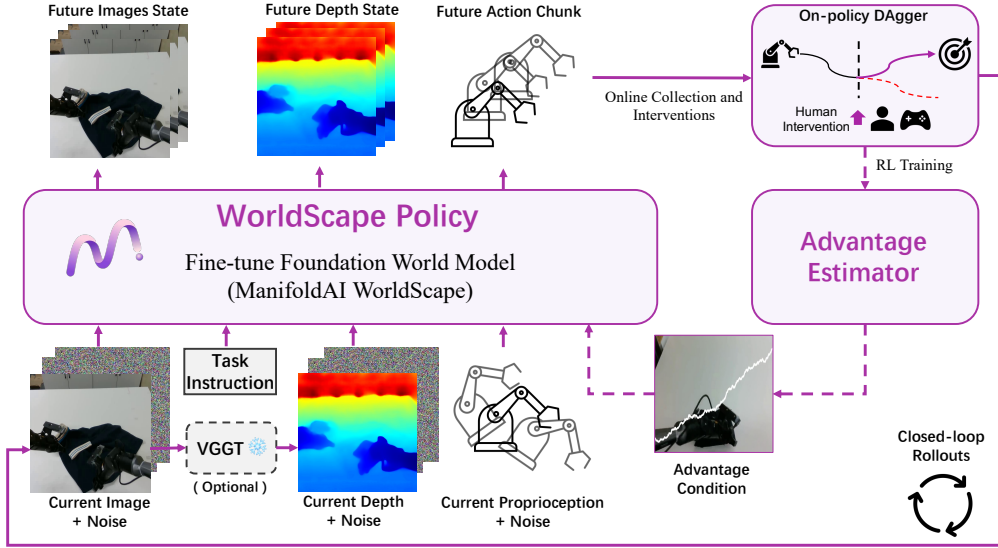 Future Images State
Future Depth State
Future Action Chunk
On-policy DAgger
Human
Intervention
Online Collection and
Interventions
RL Training
WorldScape Policy
Fine-tune Foundation World Model
(ManifoldAI WorldScape)
Advantage
Estimator
Task
Instruction
VGGT
( Optional )
Current Image
+ Noise
Current Depth
+ Noise
Current Proprioception
+ Noise
Advantage
Condition
Closed-loop
Rollouts